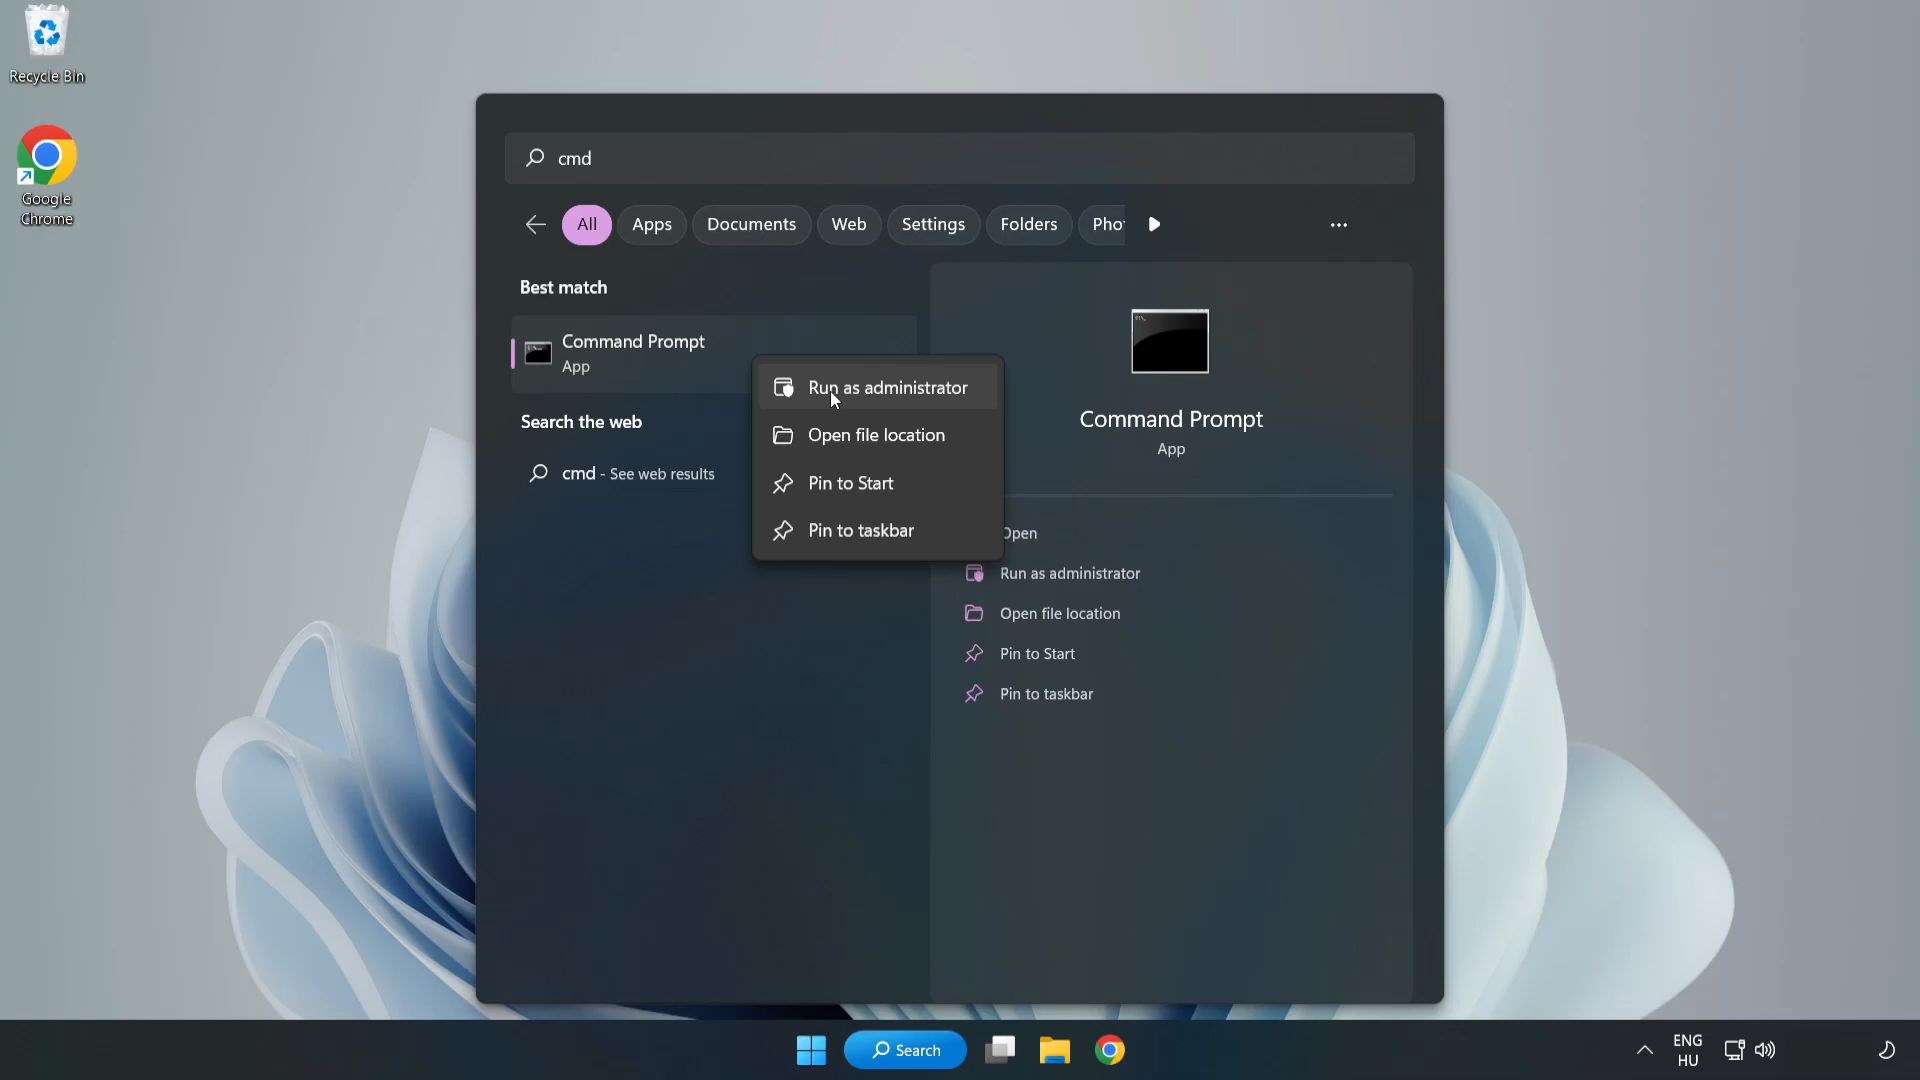 Recycle Bin
Google
Chrome
cmd
All
Apps
Documents
Web
Settings
Folders
Pho
Best match
Command Prompt
App
Search the web
cmd - See web results
Run as administrator
Open file location
Pin to Start
Pin to taskbar
Command Prompt
App
Open
Run as administrator
Open file location
Pin to Start
Pin to taskbar
Search
ENG
HU